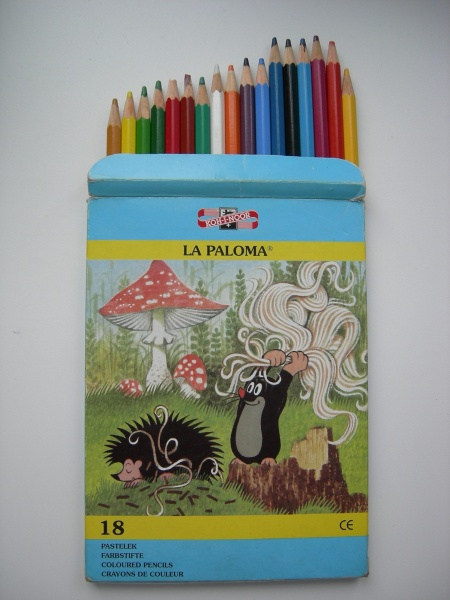 KOH-I-NOOR
LA PALOMA®
18
CE
PASTELEK
FARBSTIFTE
COLOURED PENCILS
CRAYONS DE COULEUR